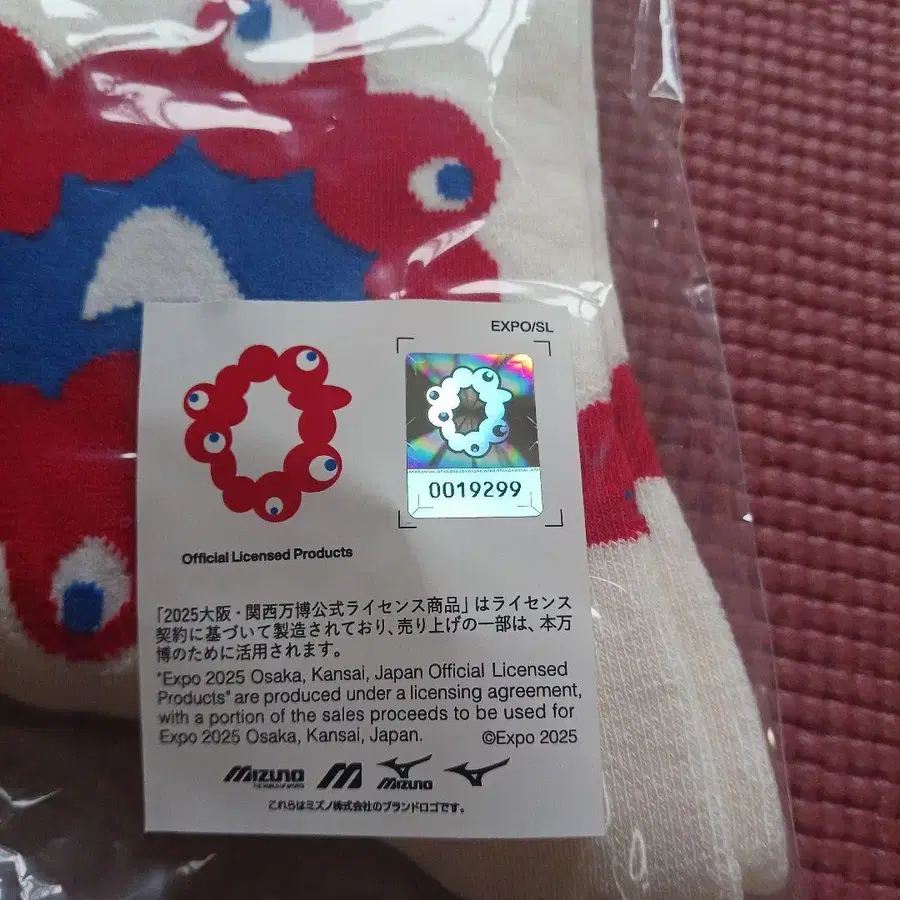 EXPO/SL
0019299
Official Licensed Products
「2025大阪・関西万博公式ライセンス商品」はライセンス
契約に基づいて製造されており、売り上げの一部は、本万
博のために活用されます。
"Expo 2025 Osaka, Kansai, Japan Official Licensed
Products" are produced under a licensing agreement,
with a portion of the sales proceeds to be used for
Expo 2025 Osaka, Kansai, Japan. ©Expo 2025
MIZUNO
THE WORLD OF SPORTS
MIZUNO
これらはミズノ株式会社のブランドロゴです。